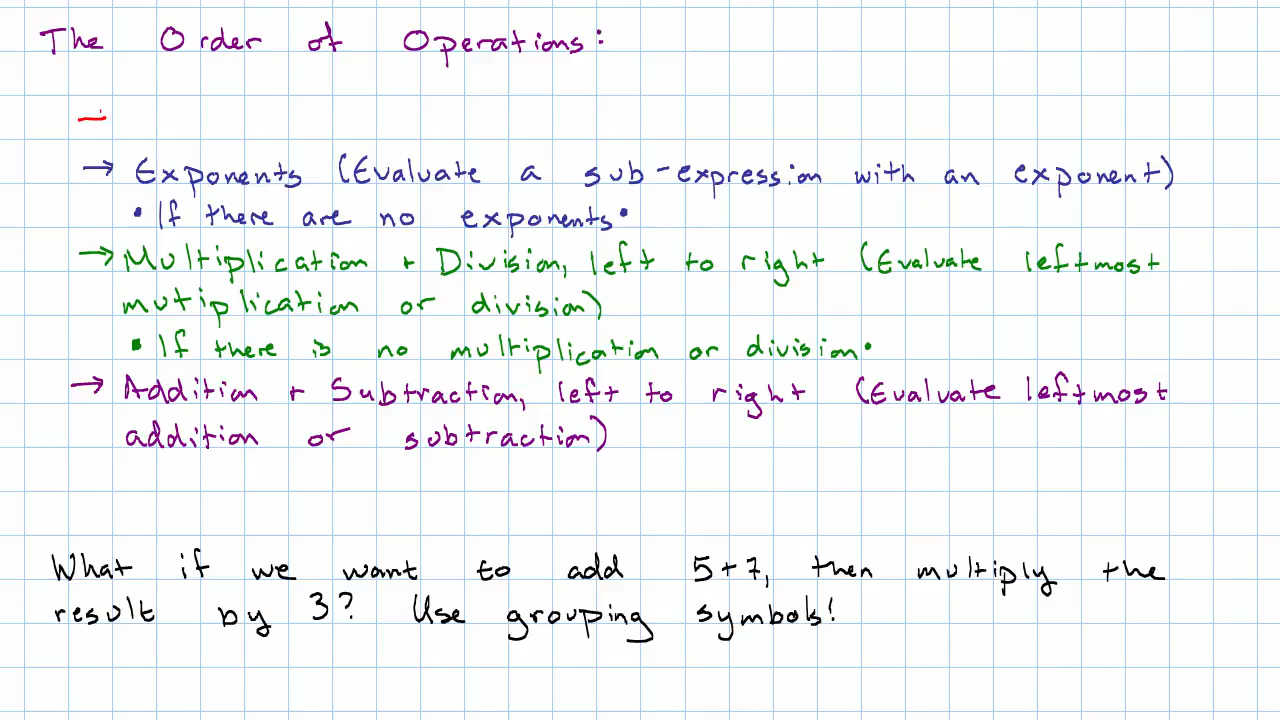 The Order of Operations:
→ Exponents (Evaluate a sub-expression with an exponent)
• If there are no exponents•
→ Multiplication + Division, left to right (Evaluate leftmost
mutiplication or division)
▪ If there is no multiplication or division•
→ Addition + Subtraction, left to right (Evaluate leftmost
addition or subtraction)
What if we want to add 5+7, then multiply the
result by 3? Use grouping symbols!